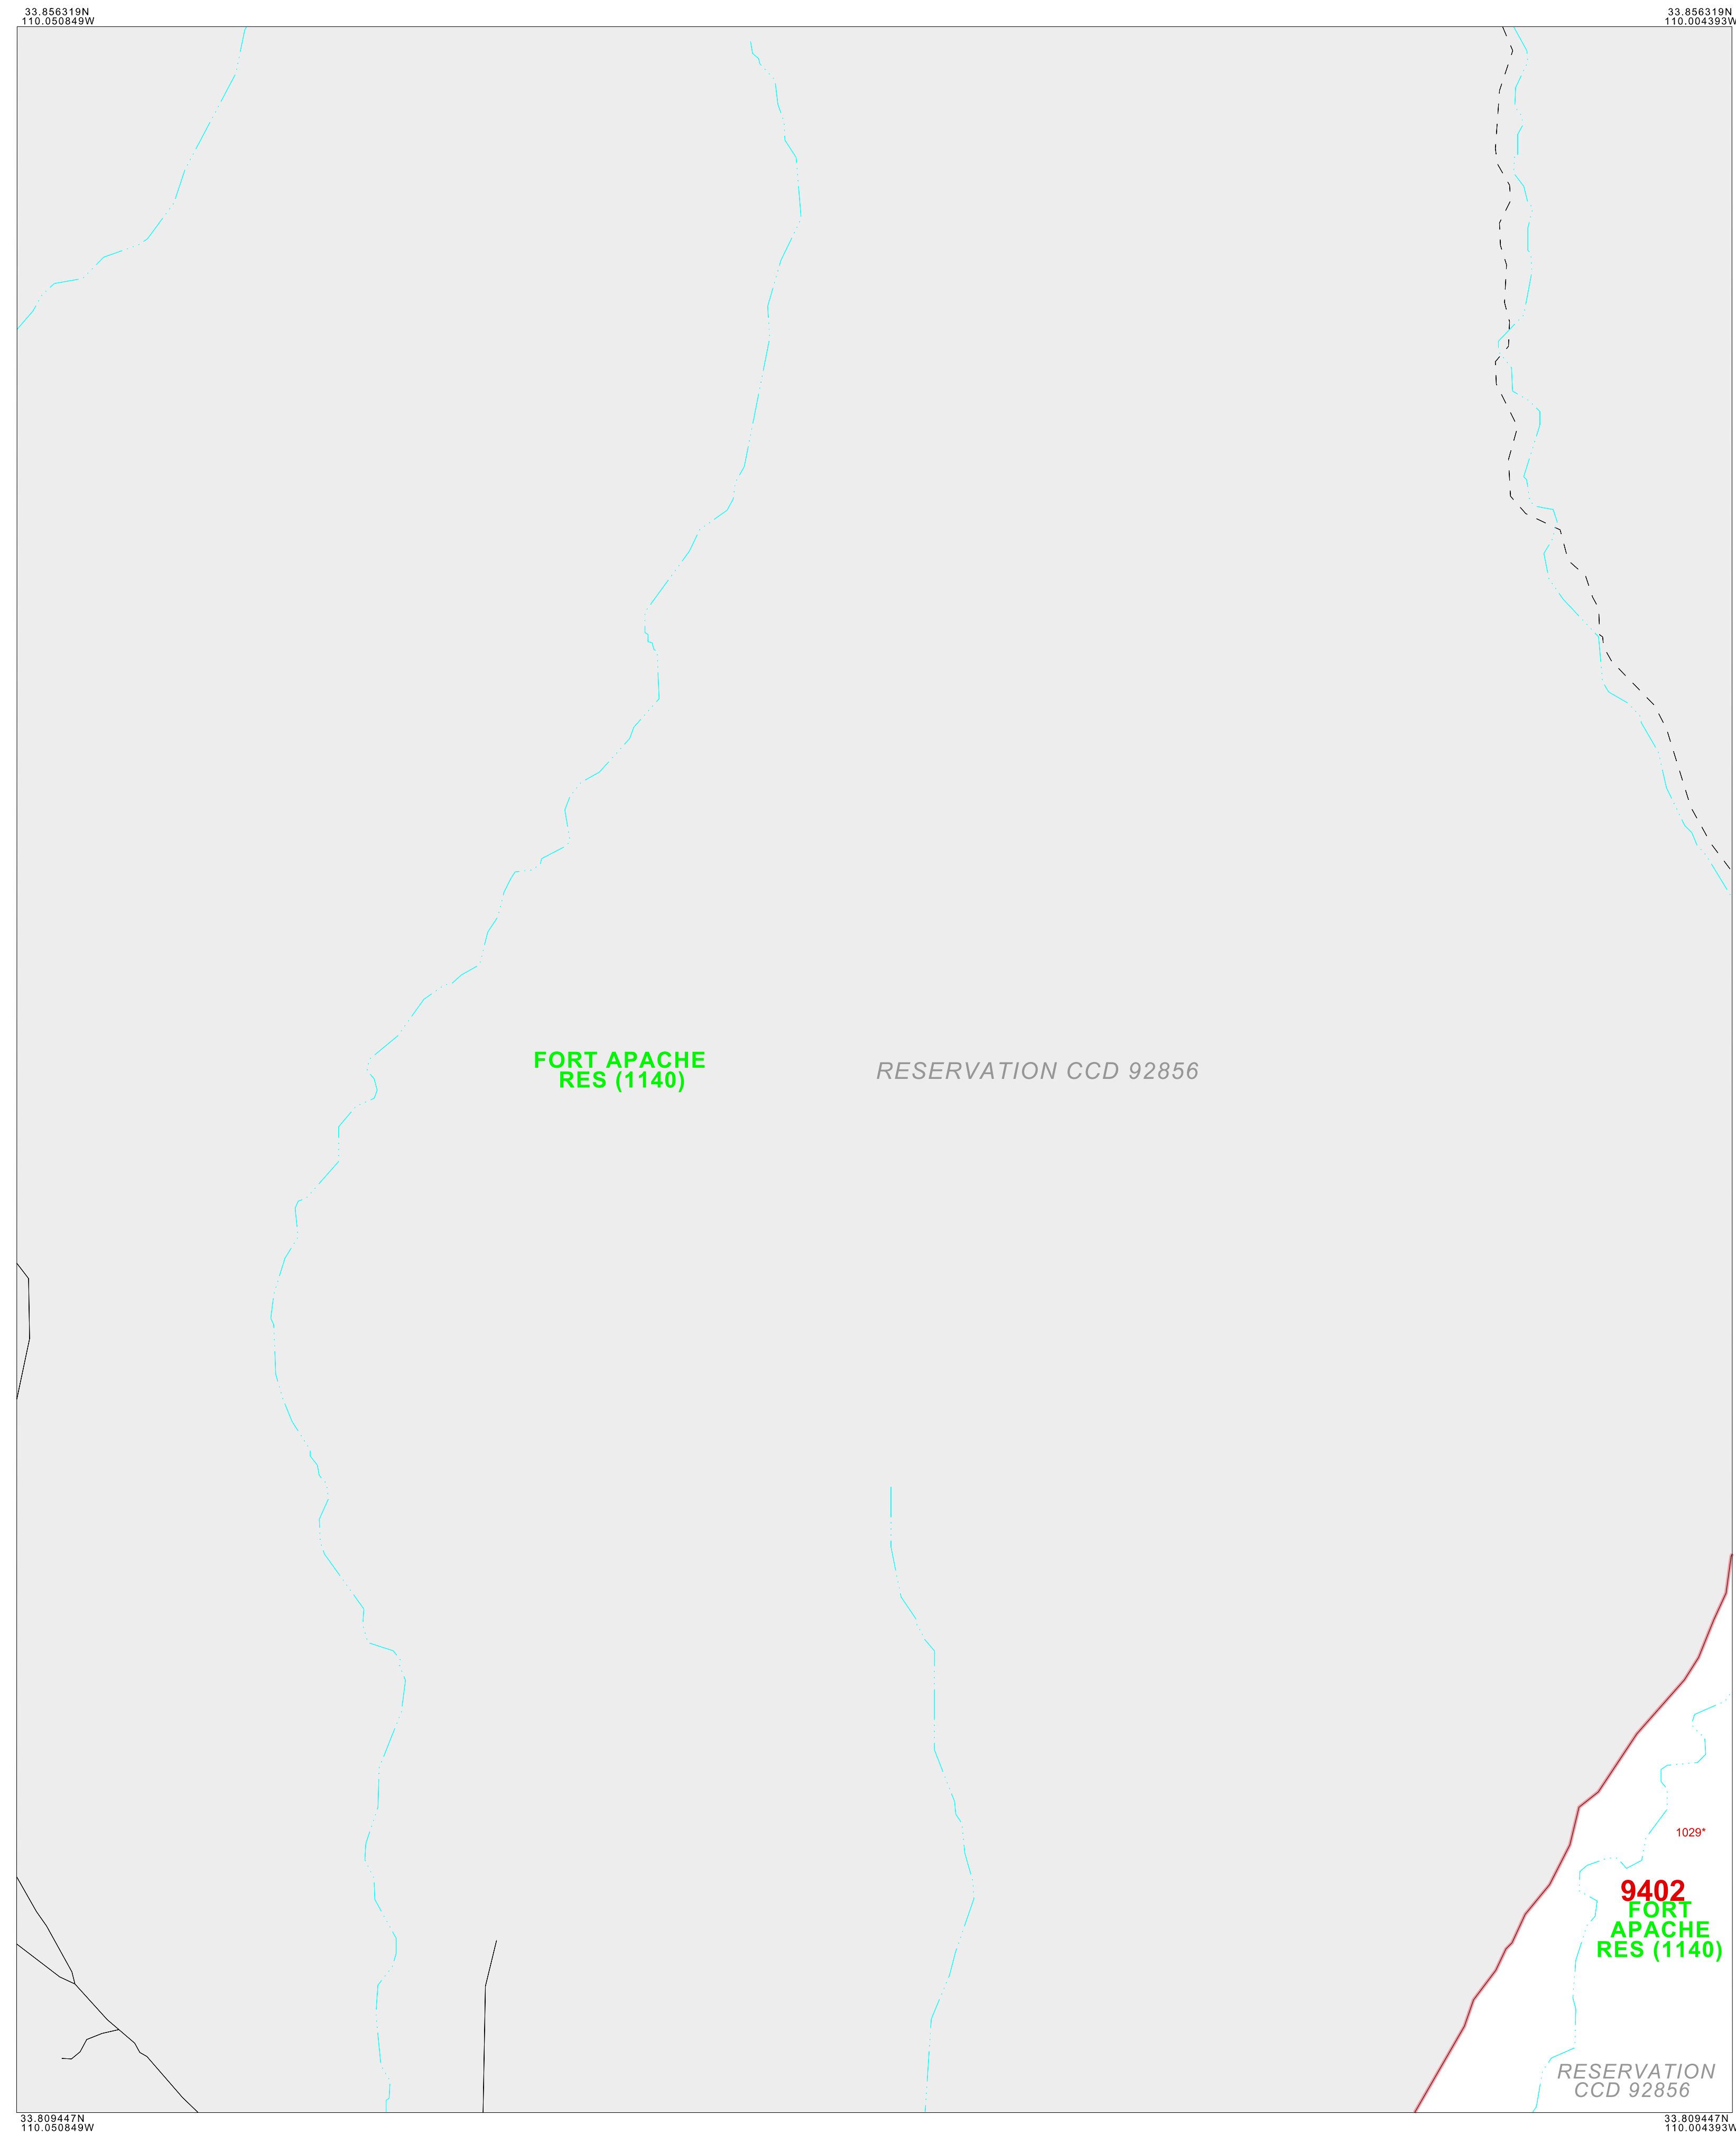 33.856319N
110.050849W
33.856319N
110.004393W
FORT APACHE
RES (1140)
RESERVATION CCD 92856
1029*
9402
FORT
APACHE
RES (1140)
RESERVATION
CCD 92856
33.809447N
110.050849W
33.809447N
110.004393W